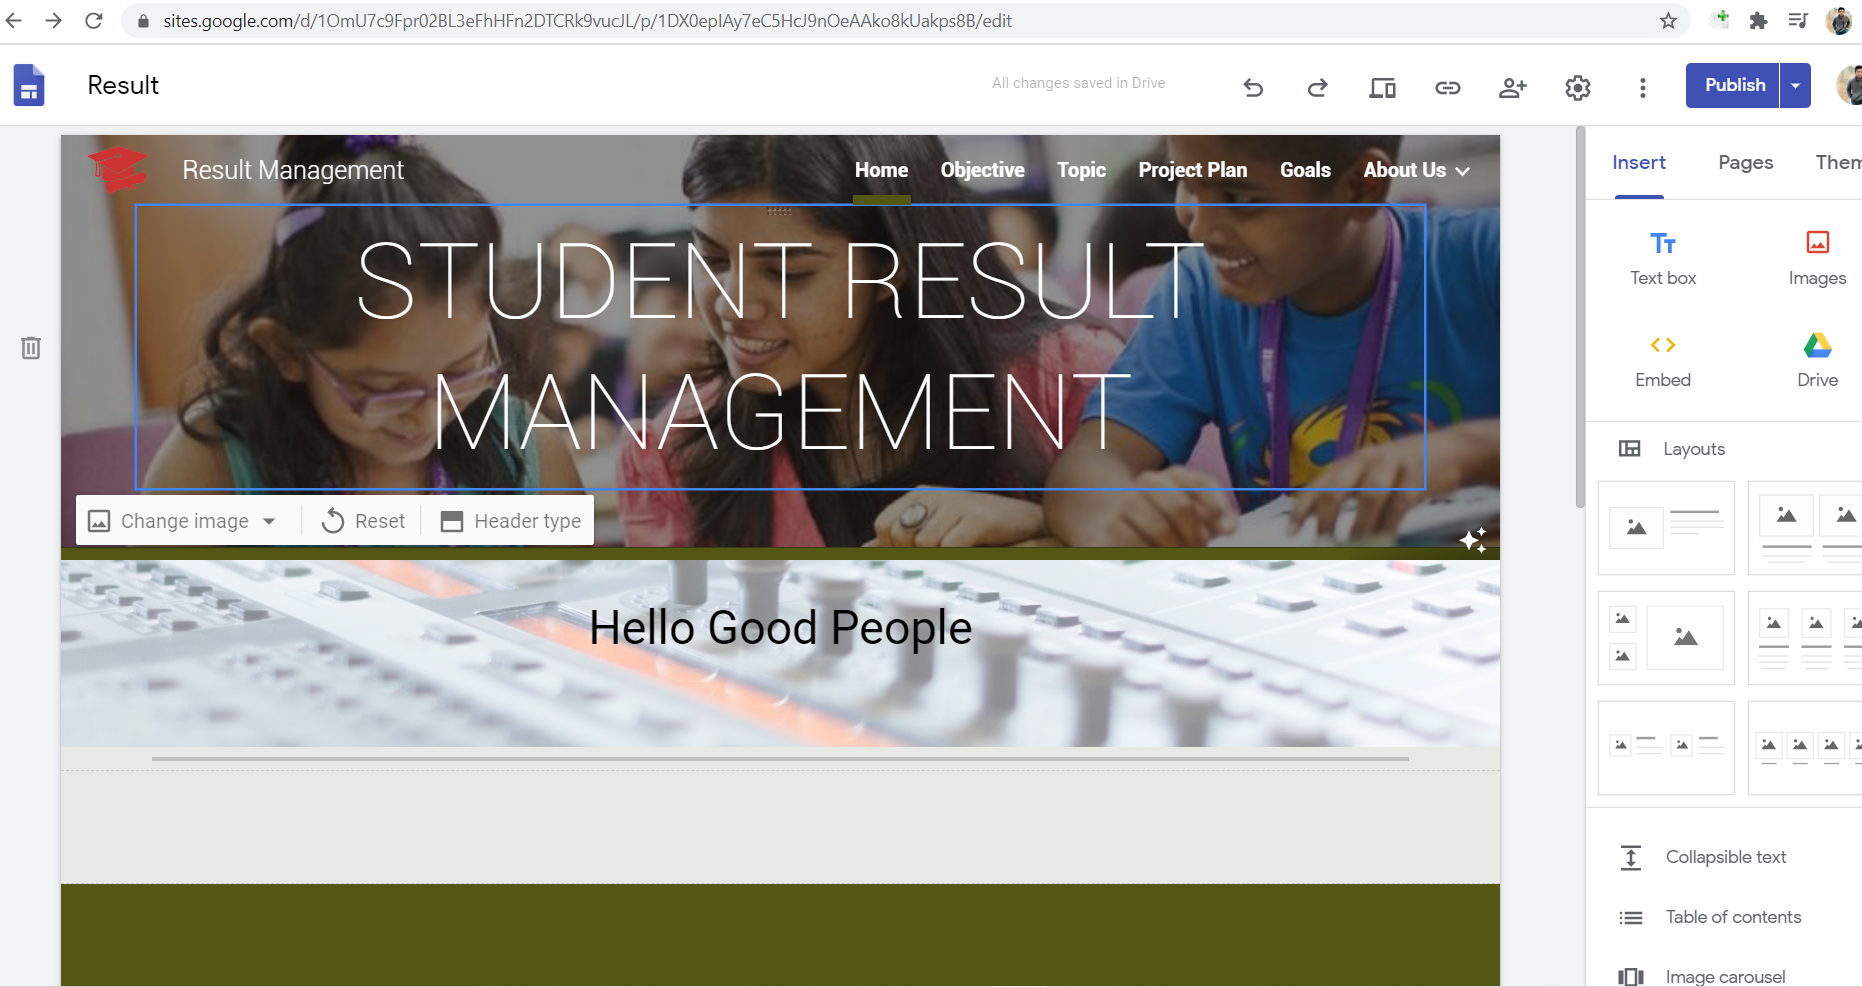 sites.google.com/d/1OmU7c9Fpr02BL3eFhHFn2DTCRk9vucJL/p/1DX0epIAy7eC5HcJ9nOeAAko8kUakps8B/edit
Result
All changes saved in Drive
Publish
Result Management
Home Objective Topic Project Plan Goals About Us
STUDENT RESULT
MANAGEMENT
Change image Reset Header type
Hello Good People
Insert Pages Them
Text box Images
Embed Drive
Layouts
Collapsible text
Table of contents
Image carousel